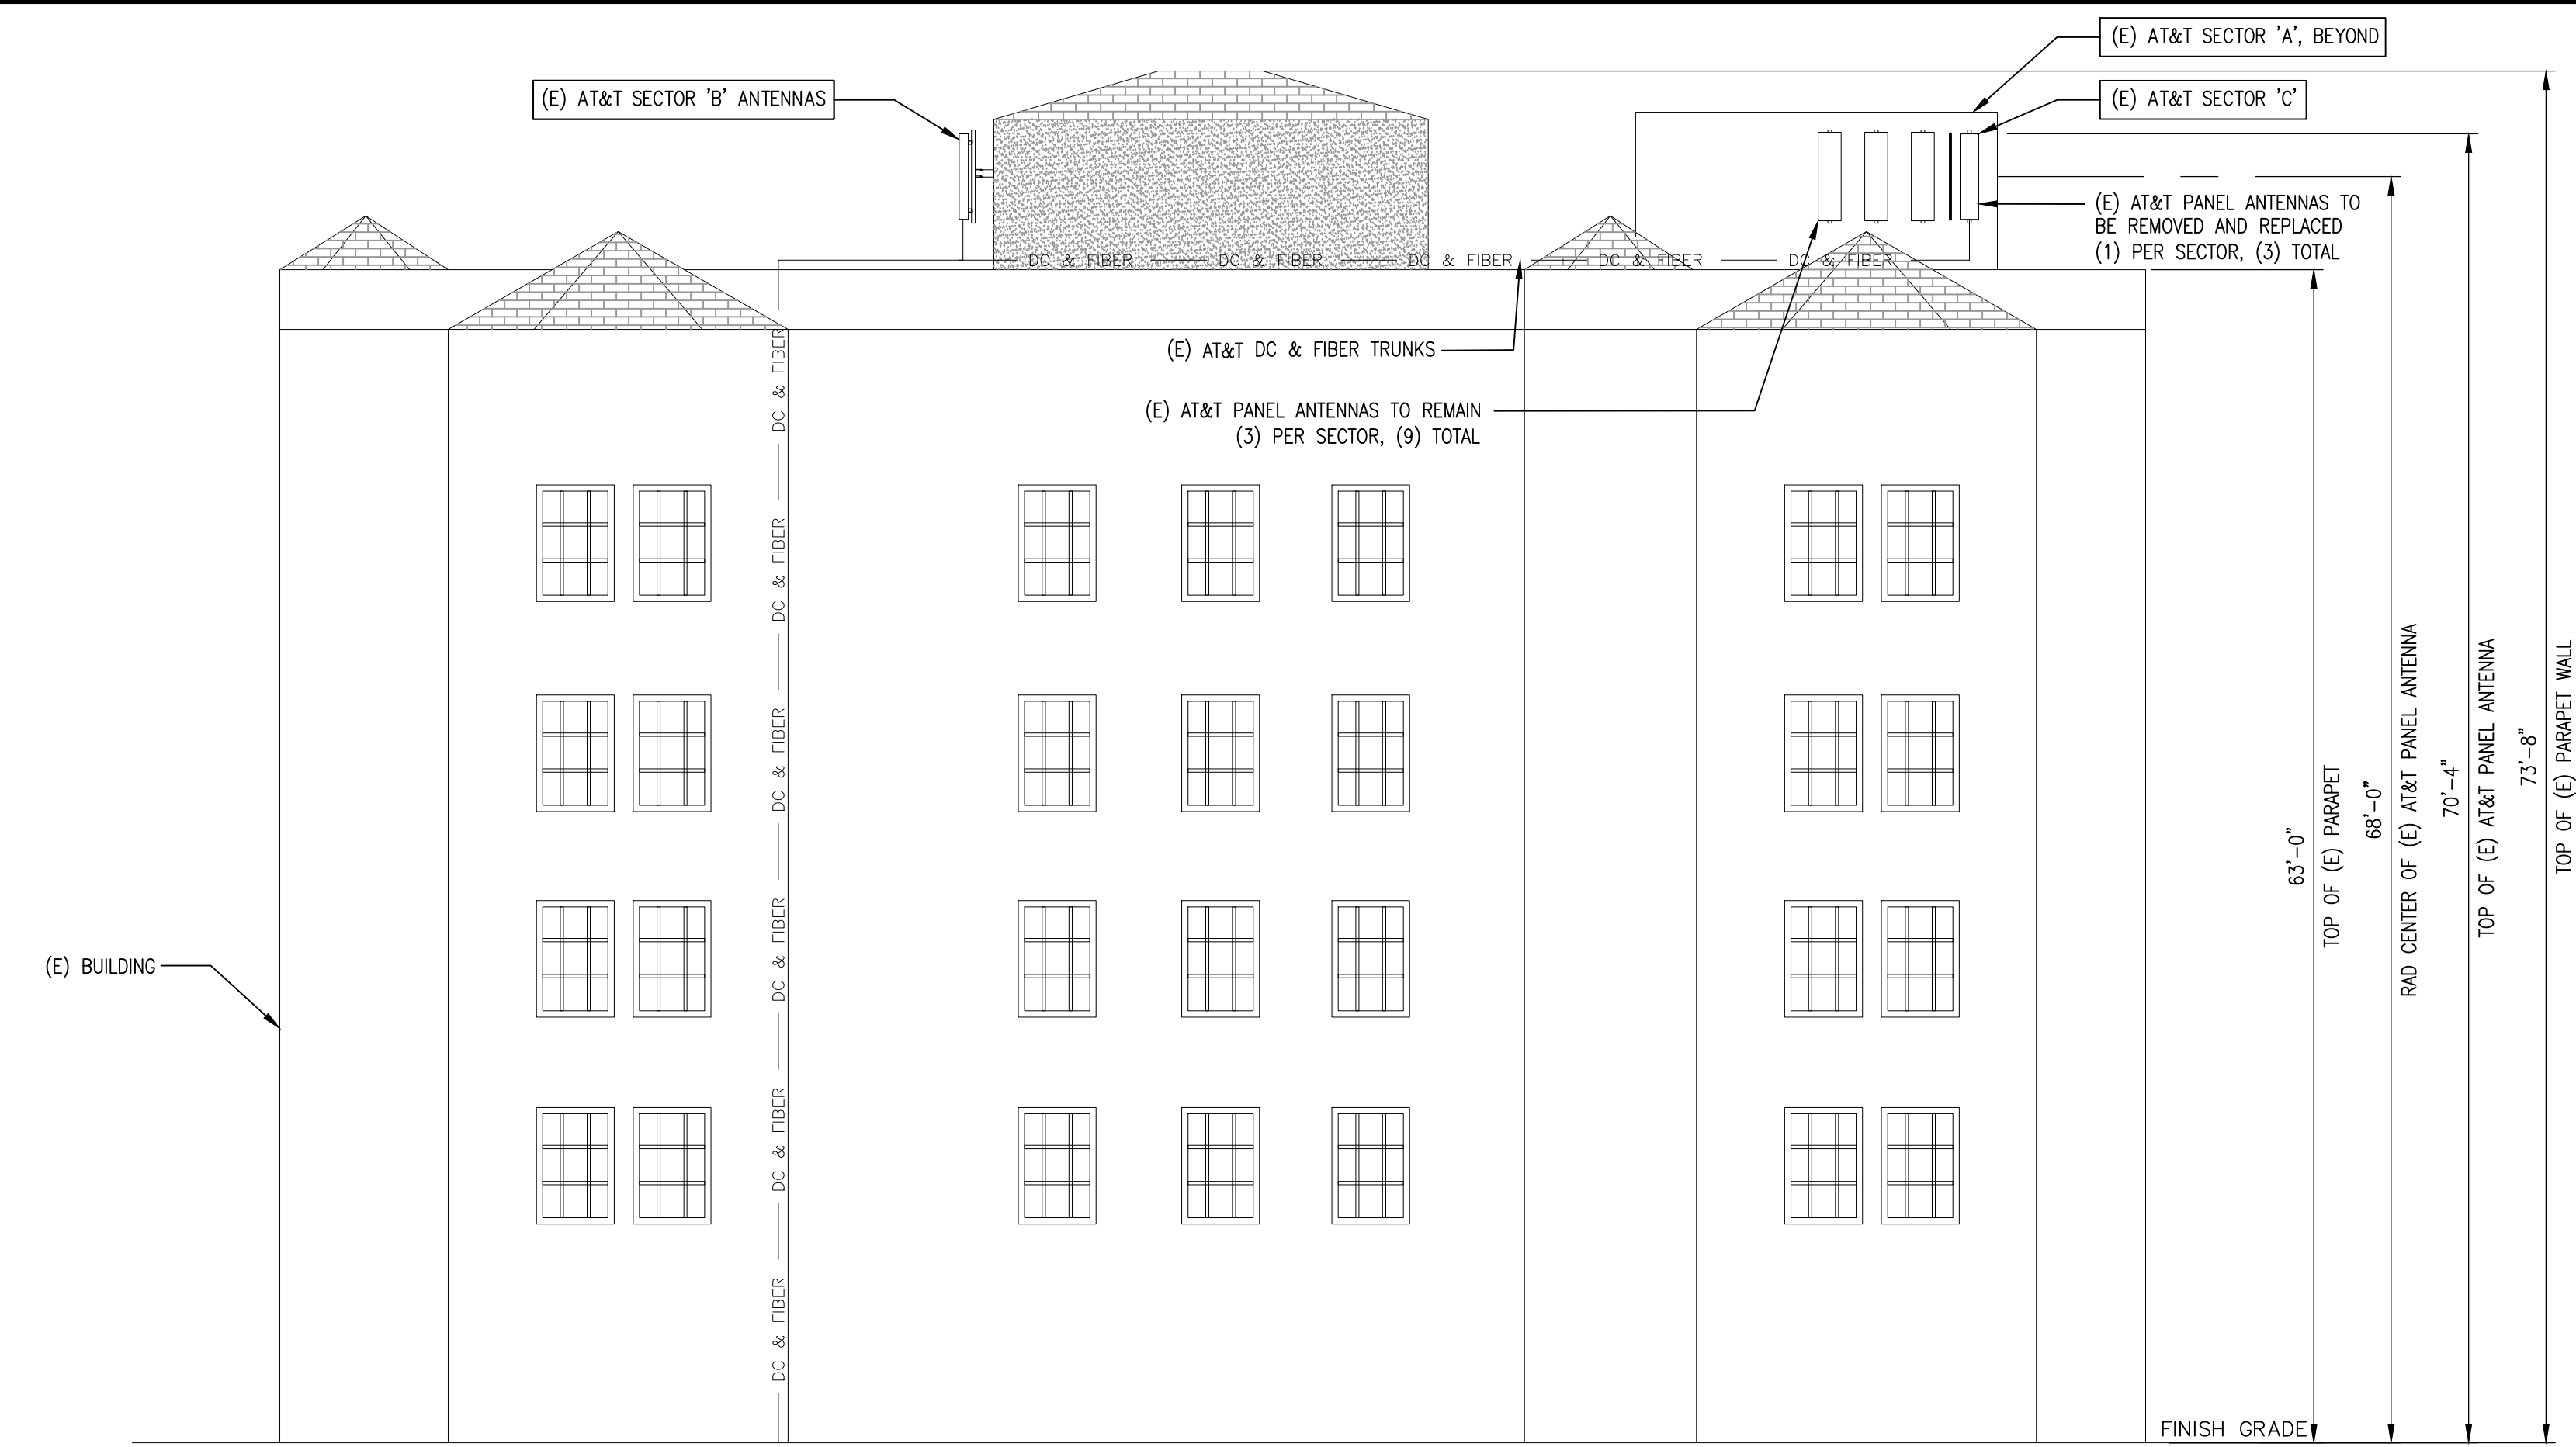 (E) AT&T SECTOR 'A', BEYOND
(E) AT&T SECTOR 'B' ANTENNAS
(E) AT&T SECTOR 'C'
(E) AT&T PANEL ANTENNAS TO
BE REMOVED AND REPLACED
(1) PER SECTOR, (3) TOTAL
DC & FIBER
DC & FIBER
DC & FIBER
DC & FIBER
DC & FIBER
(E) AT&T DC & FIBER TRUNKS
(E) AT&T PANEL ANTENNAS TO REMAIN
(3) PER SECTOR, (9) TOTAL
DC & FIBER
DC & FIBER
DC & FIBER
DC & FIBER
DC & FIBER
DC & FIBER
(E) BUILDING
63'-0"
TOP OF (E) PARAPET
68'-0"
RAD CENTER OF (E) AT&T PANEL ANTENNA
70'-4"
TOP OF (E) AT&T PANEL ANTENNA
73'-8"
TOP OF (E) PARAPET WALL
FINISH GRADE